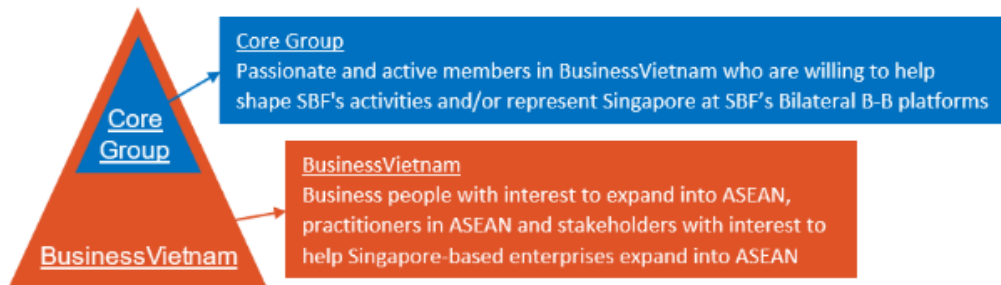 Core
Group
BusinessVietnam
Core Group
Passionate and active members in BusinessVietnam who are willing to help
shape SBF's activities and/or represent Singapore at SBF's Bilateral B-B platforms
BusinessVietnam
Business people with interest to expand into ASEAN,
practitioners in ASEAN and stakeholders with interest to
help Singapore-based enterprises expand into ASEAN